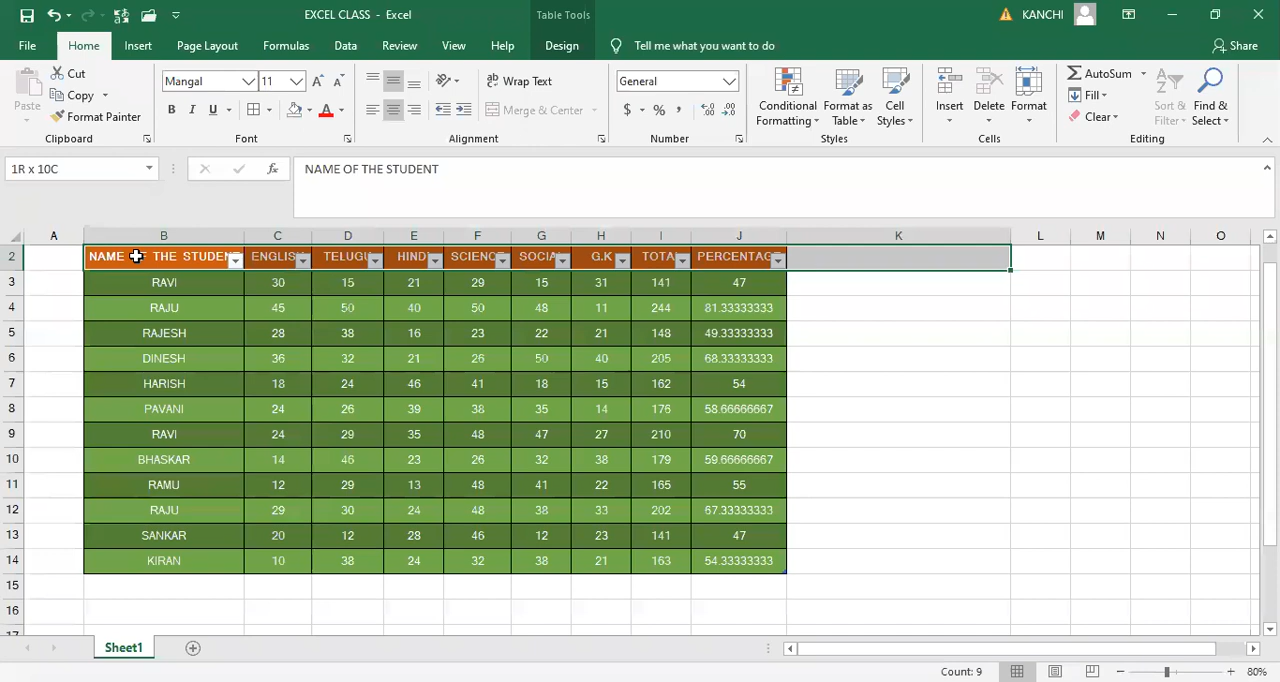 EXCEL CLASS - Excel
Table Tools
KANCHI
File Home Insert Page Layout Formulas Data Review View Help Design Tell me what you want to do Share
Paste
Cut
Copy
Format Painter
Clipboard
Mangal 11
B I U
Font
Wrap Text
Merge & Center
Alignment
General
$ % ,
Number
Conditional Formatting
Format as Table
Cell Styles
Styles
Insert Delete Format
Cells
AutoSum
Fill
Clear
Sort & Filter
Find & Select
Editing
1R x 10C fx NAME OF THE STUDENT
A B C D E F G H I J K L M N O
2 NAME OF THE STUDEN ENGLIS TELUGU HIND SCIENC SOCIA G.K TOTA PERCENTAG
3 RAVI 30 15 21 29 15 31 141 47
4 RAJU 45 50 40 50 48 11 244 81.33333333
5 RAJESH 28 38 16 23 22 21 148 49.33333333
6 DINESH 36 32 21 26 50 40 205 68.33333333
7 HARISH 18 24 46 41 18 15 162 54
8 PAVANI 24 26 39 38 35 14 176 58.66666667
9 RAVI 24 29 35 48 47 27 210 70
10 BHASKAR 14 46 23 26 32 38 179 59.66666667
11 RAMU 12 29 13 48 41 22 165 55
12 RAJU 29 30 24 48 38 33 202 67.33333333
13 SANKAR 20 12 28 46 12 23 141 47
14 KIRAN 10 38 24 32 38 21 163 54.33333333
15
16
17
Sheet1
Count: 9 80%